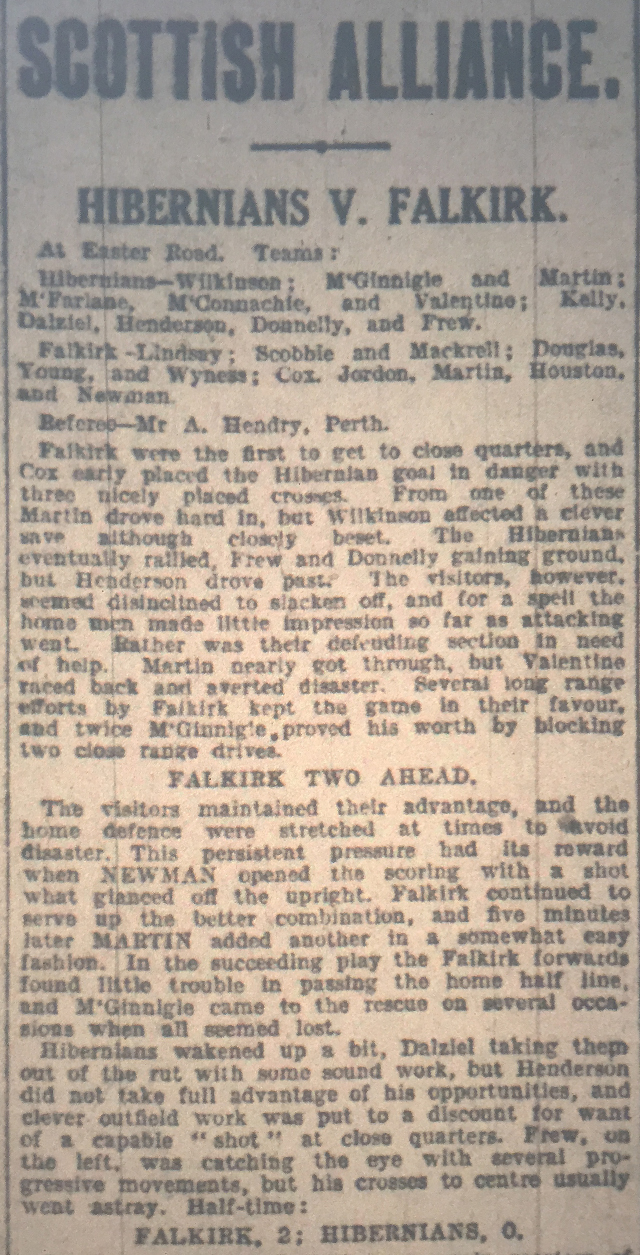 SCOTTISH ALLIANCE.
HIBERNIANS V. FALKIRK.
At Easter Road. Teams:
Hibernians—Wilkinson; M'Ginnigle and Martin;
M'Farlane, M'Connachie, and Valentine; Kelly,
Dalziel, Henderson, Donnelly, and Frew.
Falkirk-Lindsay; Scobbie and Mackrell; Douglas,
Young, and Wyness; Cox. Jordon, Martin, Houston,
and Newman.
Referee—Mr A. Hendry, Perth.
Falkirk were the first to get to close quarters, and
Cox early placed the Hibernian goal in danger with
three nicely placed crosses. From one of these
Martin drove hard in, but Wilkinson affected a clever
save although closely beset. The Hibernians
eventually rallied, Frew and Donnelly gaining ground,
but Henderson drove past. The visitors, however,
seemed disinclined to slacken off, and for a spell the
home men made little impression so far as attacking
went. Rather was their defending section in need
of help. Martin nearly got through, but Valentine
raced back and averted disaster. Several long range
efforts by Falkirk kept the game in their favour,
and twice M'Ginnigle proved his worth by blocking
two close range drives.
FALKIRK TWO AHEAD.
The visitors maintained their advantage, and the
home defence were stretched at times to avoid
disaster. This persistent pressure had its reward
when NEWMAN opened the scoring with a shot
what glanced off the upright. Falkirk continued to
serve up the better combination, and five minutes
later MARTIN added another in a somewhat easy
fashion. In the succeeding play the Falkirk forwards
found little trouble in passing the home half line,
and M'Ginnigle came to the rescue on several occa-
sions when all seemed lost.
Hibernians wakened up a bit, Dalziel taking them
out of the rut with some sound work, but Henderson
did not take full advantage of his opportunities, and
clever outfield work was put to a discount for want
of a capable "shot" at close quarters. Frew, on
the left, was catching the eye with several pro-
gressive movements, but his crosses to centre usually
went astray. Half-time:
FALKIRK, 2; HIBERNIANS, 0.